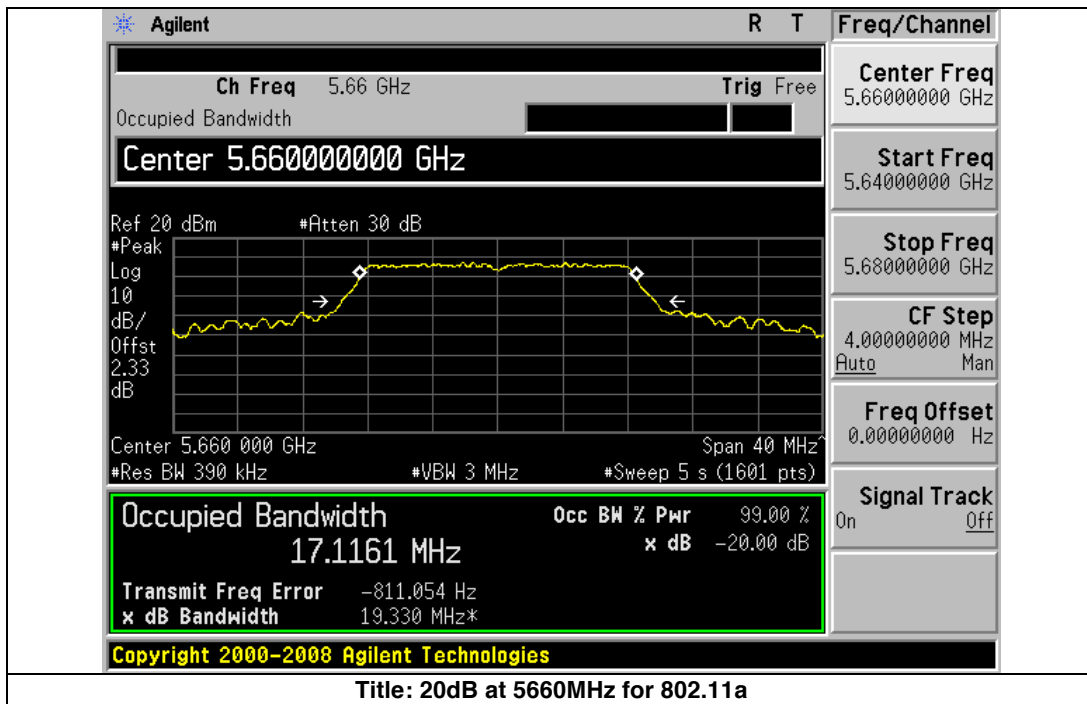 Agilent R T Freq/Channel
Ch Freq 5.66 GHz Trig Free
Occupied Bandwidth
Center 5.660000000 GHz
Center Freq
5.66000000 GHz
Start Freq
5.64000000 GHz
Stop Freq
5.68000000 GHz
CF Step
4.00000000 MHz
Auto Man
Freq Offset
0.00000000 Hz
Signal Track
On Off
Ref 20 dBm #Atten 30 dB
#Peak
Log
10
dB/
Offst
2.33
dB
Center 5.660 000 GHz Span 40 MHz^
#Res BW 390 kHz #VBW 3 MHz #Sweep 5 s (1601 pts)
Occupied Bandwidth Occ BW % Pwr 99.00 %
17.1161 MHz x dB -20.00 dB
Transmit Freq Error -811.054 Hz
x dB Bandwidth 19.330 MHz*
Copyright 2000-2008 Agilent Technologies
Title: 20dB at 5660MHz for 802.11a